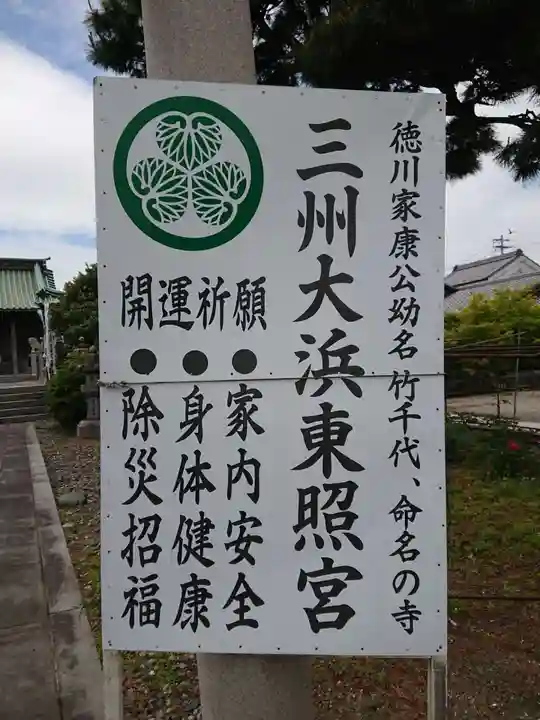 徳川家康公幼名 竹千代、命名の寺
三州大浜東照宮
開運祈願
●家内安全
●身体健康
●除災招福